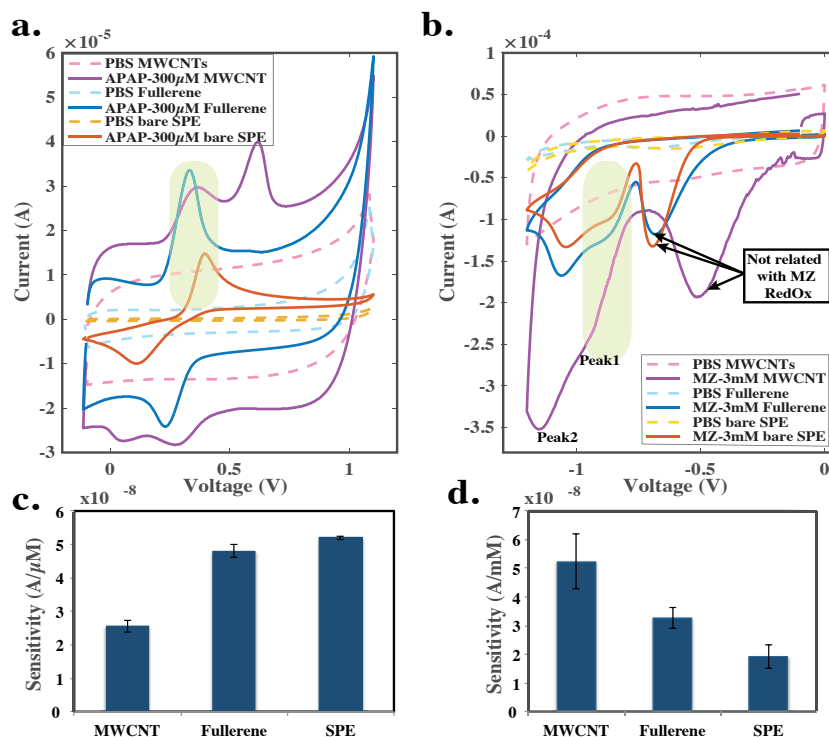 a.
×10⁻⁵
6
5
4
3
2
1
0
-1
-2
-3
Current (A)
PBS MWCNTs
APAP-300µM MWCNT
PBS Fullerene
APAP-300µM Fullerene
PBS bare SPE
APAP-300µM bare SPE
0
0.5
1
Voltage (V)
b.
×10⁻⁴
1
0.5
0
-0.5
-1
-1.5
-2
-2.5
-3
-3.5
Current (A)
Not related
with MZ
RedOx
Peak1
Peak2
PBS MWCNTs
MZ-3mM MWCNT
PBS Fullerene
MZ-3mM Fullerene
PBS bare SPE
MZ-3mM bare SPE
-1
-0.5
0
Voltage (V)
c.
x10 -8
6
5
4
3
2
1
0
Sensitivity (A/µM)
MWCNT
Fullerene
SPE
d.
x10 -8
7
6
5
4
3
2
1
0
Sensitivity (A/mM)
MWCNT
Fullerene
SPE